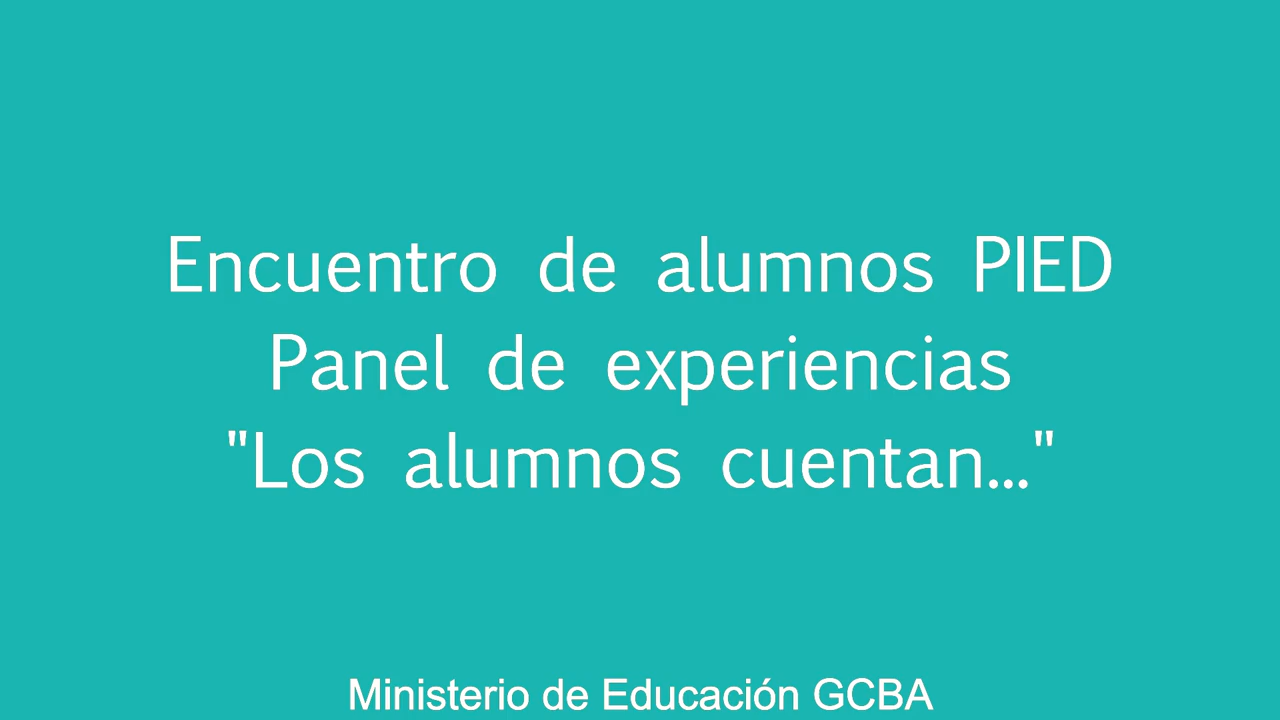 Encuentro de alumnos PIED
Panel de experiencias
"Los alumnos cuentan..."
Ministerio de Educación GCBA